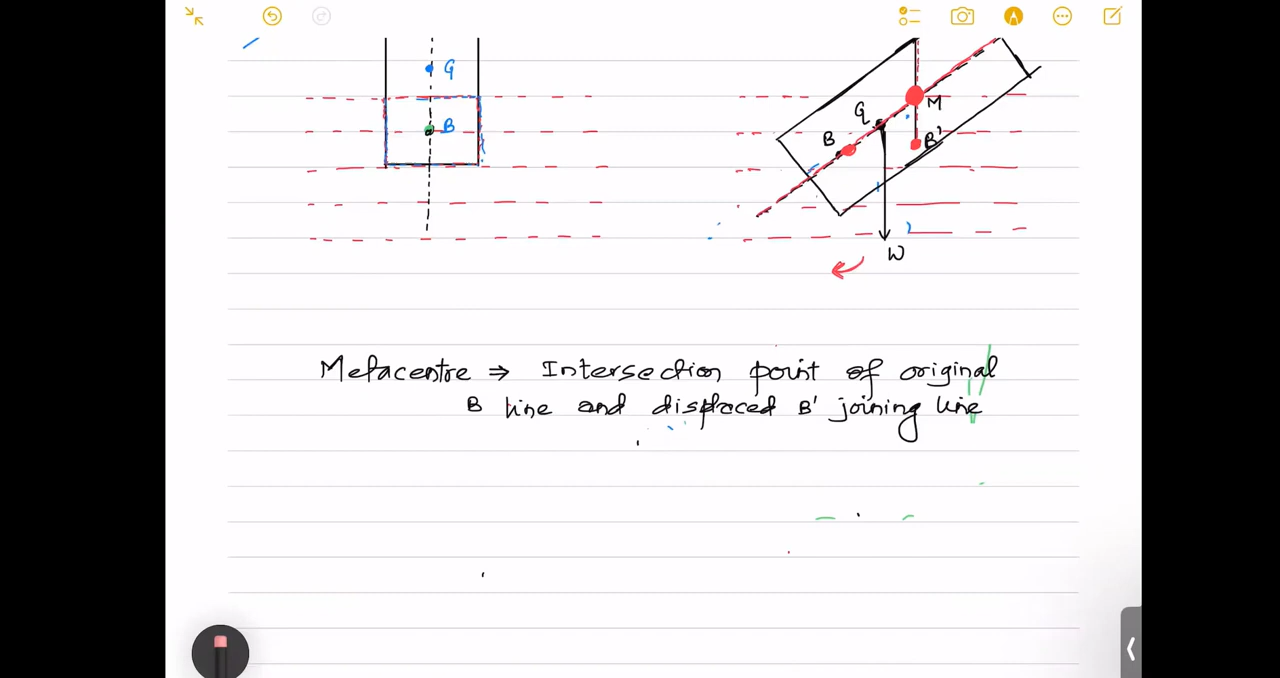 G
B
M
G
B
B'
W
Metacentre ⇒ Intersection point of original
B line and displaced B' joining line